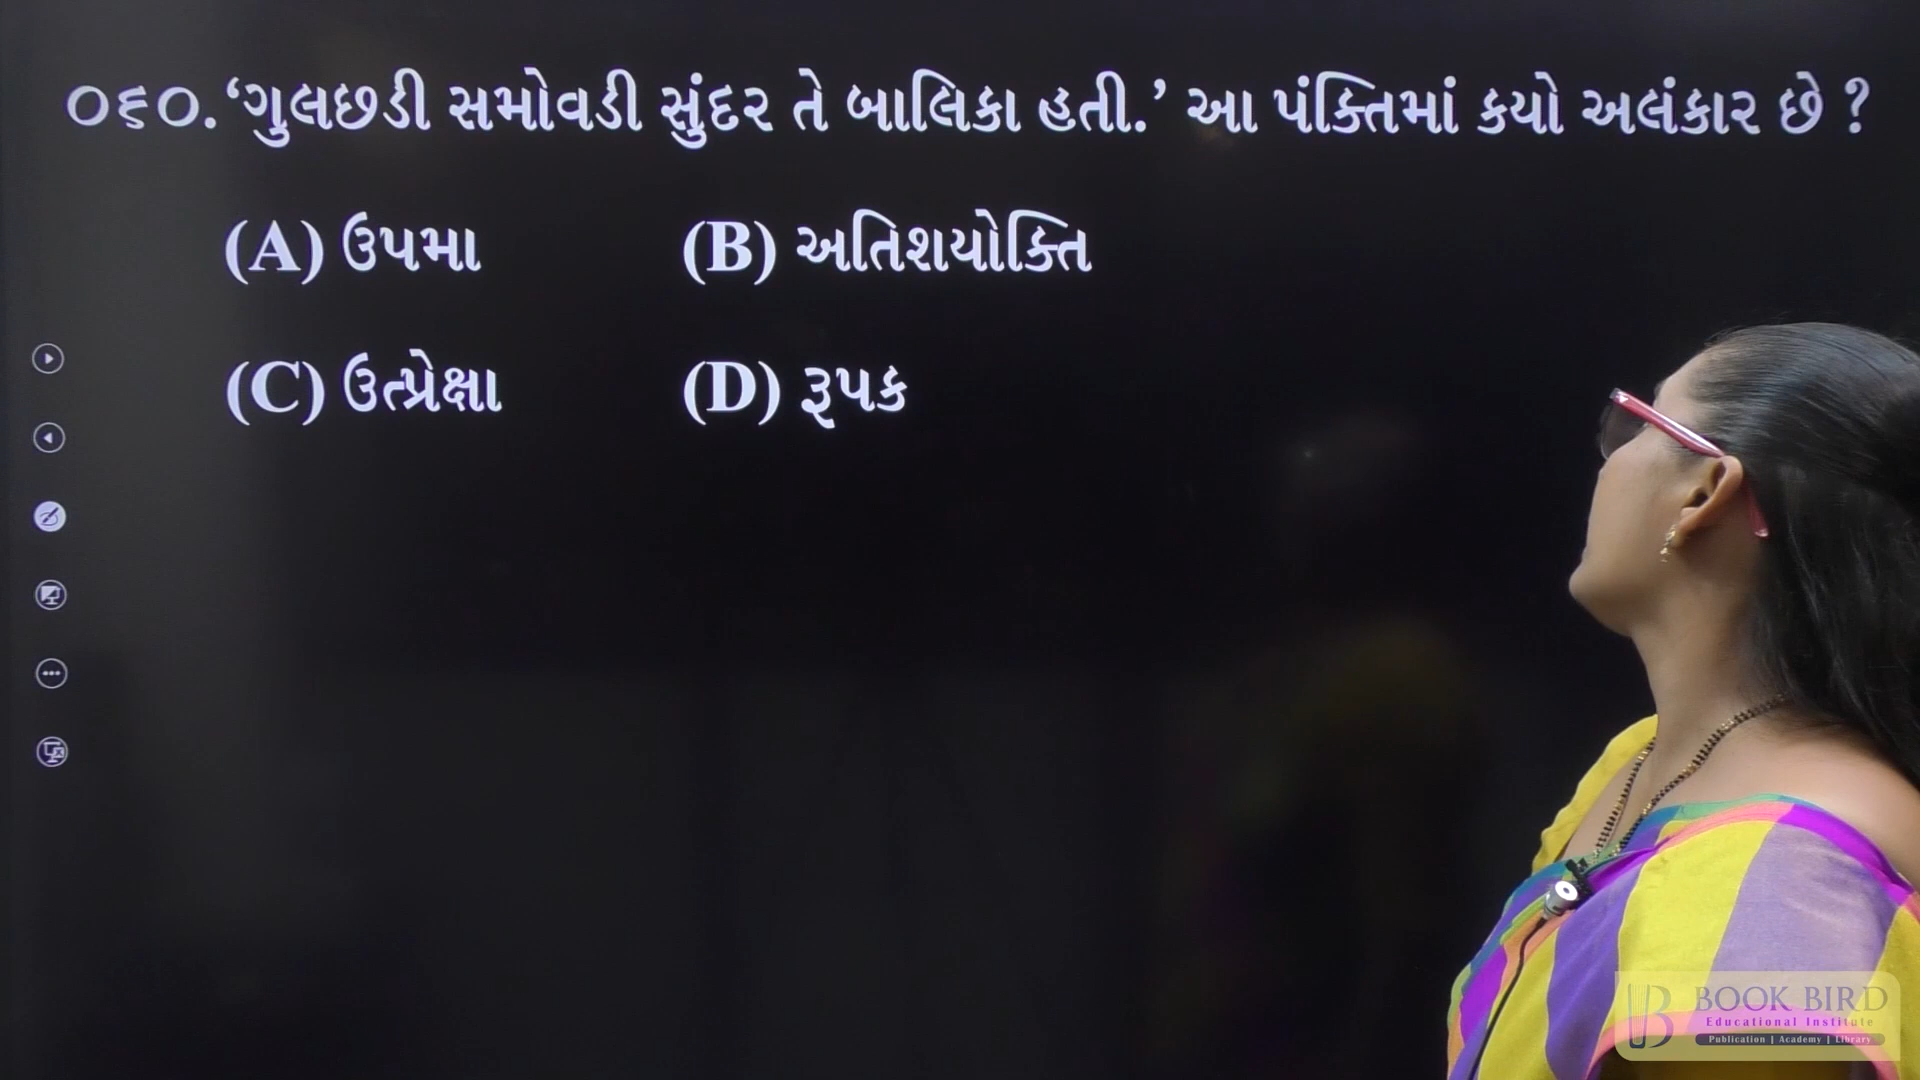 ૦૬૦. ‘ગુલછડી સમોવડી સુંદર તે બાલિકા હતી.’ આ પંક્તિમાં કયો અલંકાર છે ?
(A) ઉપમા (B) અતિશયોક્તિ
(C) ઉત્પ્રેક્ષા (D) રૂપક
BOOK BIRD
Educational Institute
Publication | Academy | Library